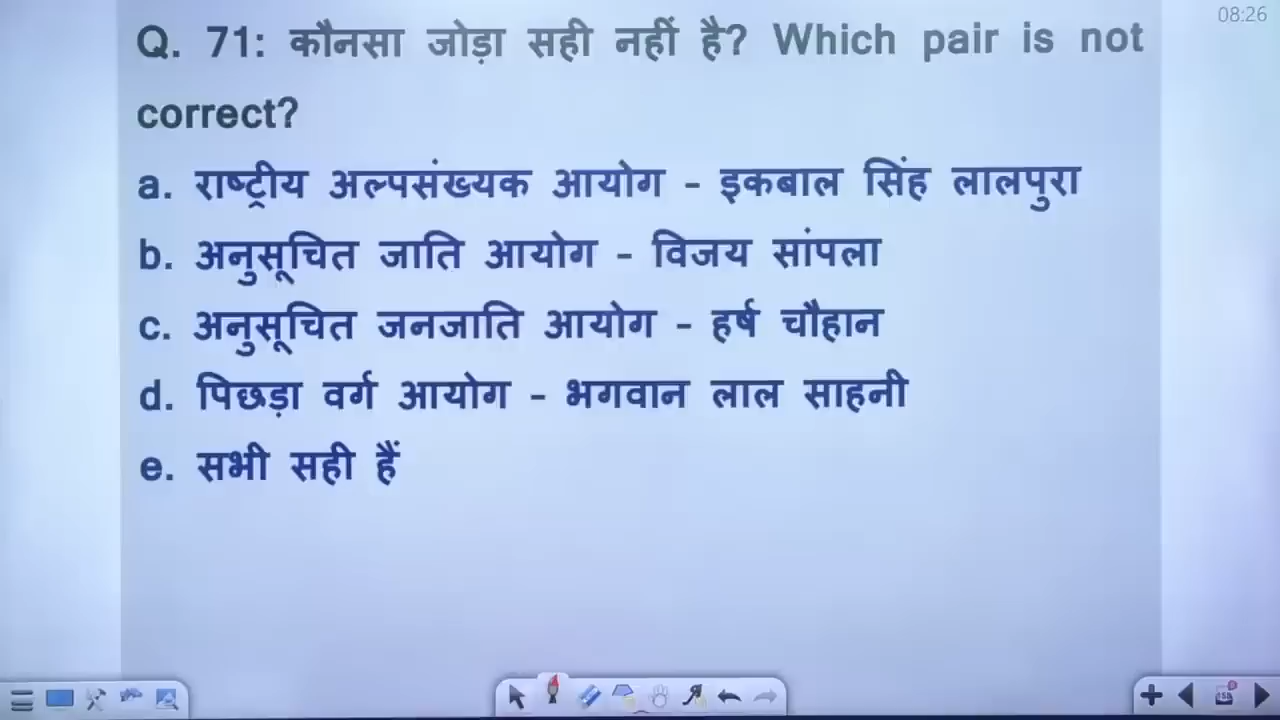 08:26
Q. 71: कौनसा जोड़ा सही नहीं है? Which pair is not
correct?
a. राष्ट्रीय अल्पसंख्यक आयोग - इकबाल सिंह लालपुरा
b. अनुसूचित जाति आयोग - विजय सांपला
c. अनुसूचित जनजाति आयोग - हर्ष चौहान
d. पिछड़ा वर्ग आयोग - भगवान लाल साहनी
e. सभी सही हैं